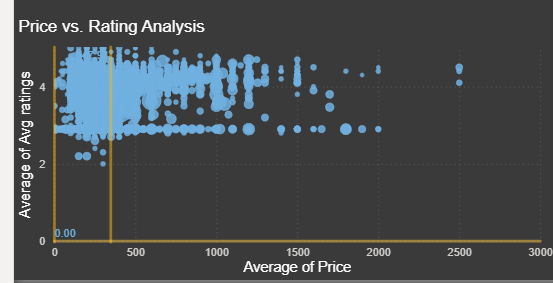 Price vs. Rating Analysis
Average of Avg ratings
4
2
0
0.00
0 500 1000 1500 2000 2500 3000
Average of Price